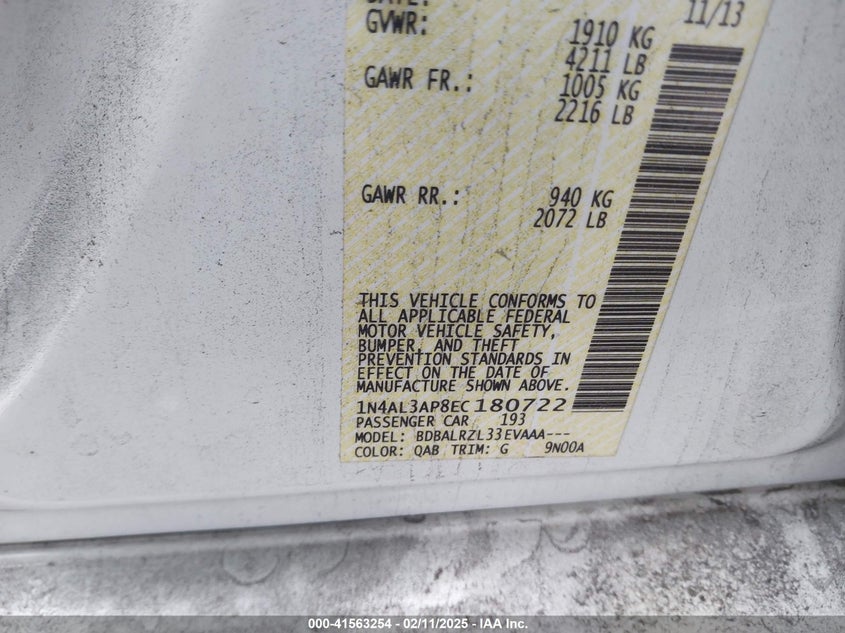 DATE: 11/13
GVWR: 1910 KG
4211 LB
GAWR FR.: 1005 KG
2216 LB
GAWR RR.: 940 KG
2072 LB
THIS VEHICLE CONFORMS TO
ALL APPLICABLE FEDERAL
MOTOR VEHICLE SAFETY,
BUMPER, AND THEFT
PREVENTION STANDARDS IN
EFFECT ON THE DATE OF
MANUFACTURE SHOWN ABOVE.
1N4AL3AP8EC180722
PASSENGER CAR 193
MODEL: BDBALRZL33EVAAA---
COLOR: QAB TRIM: G 9N00A
000-41563254 - 02/11/2025 - IAA Inc.